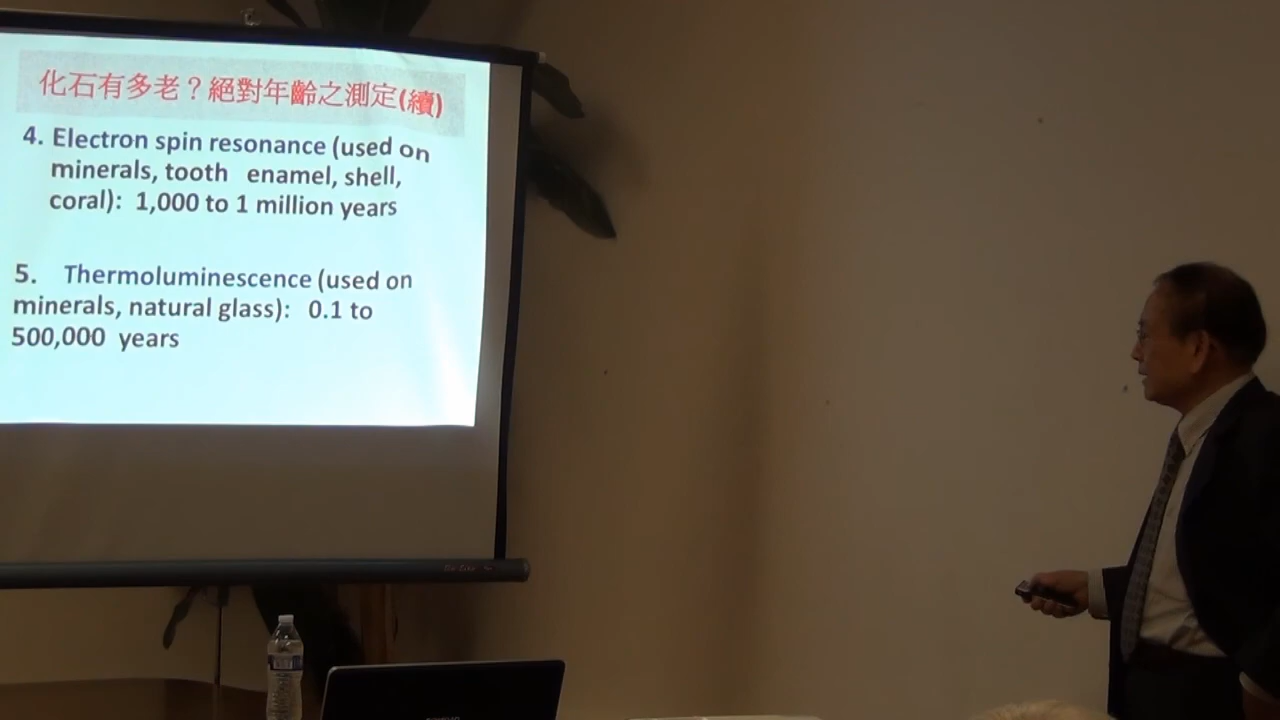 化石有多老？絕對年齡之測定(續)
4. Electron spin resonance (used on
minerals, tooth enamel, shell,
coral): 1,000 to 1 million years
5. Thermoluminescence (used on
minerals, natural glass): 0.1 to
500,000 years